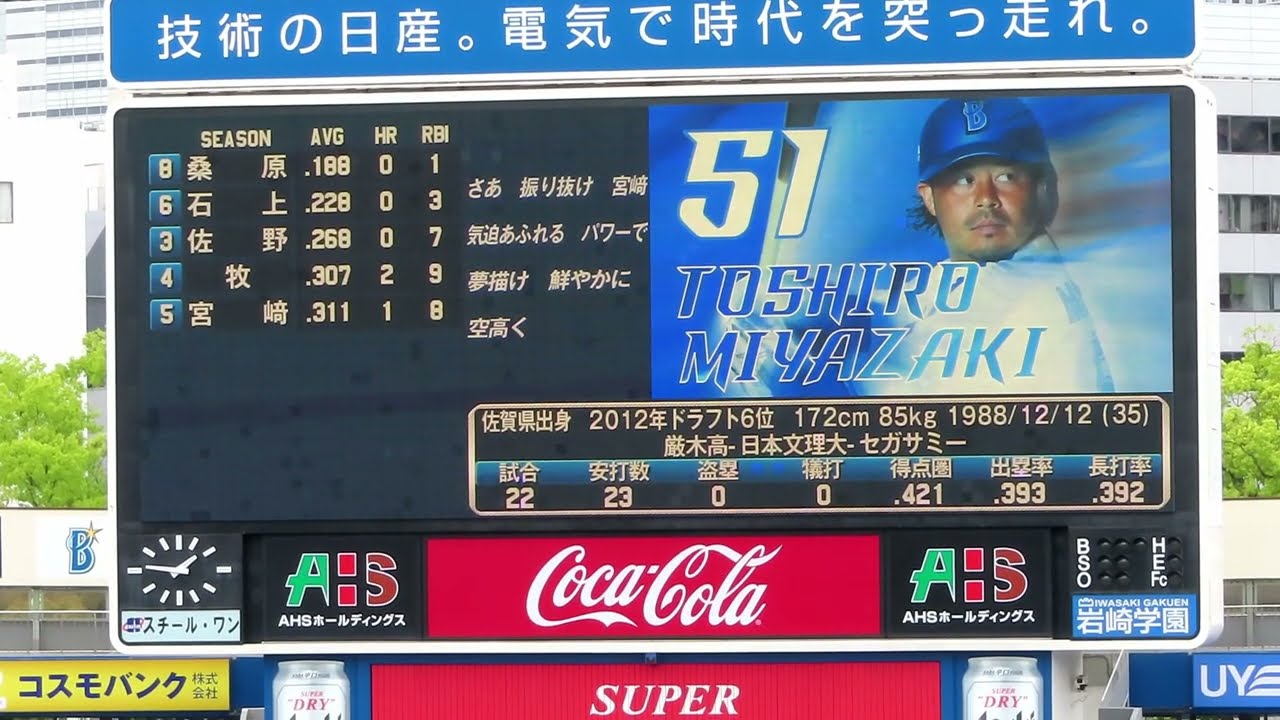 技術の日産。電気で時代を突っ走れ。
SEASON AVG HR RBI
8 桑原 .188 0 1
6 石上 .228 0 3
3 佐野 .268 0 7
4 牧 .307 2 9
5 宮﨑 .311 1 8
さあ 振り抜け 宮﨑
気迫あふれる パワーで
夢描け 鮮やかに
空高く
51
TOSHIRO
MIYAZAKI
佐賀県出身 2012年ドラフト6位 172cm 85kg 1988/12/12 (35)
厳木高-日本文理大-セガサミー
試合 安打数 盗塁 犠打 得点圏 出塁率 長打率
22 23 0 0 .421 .393 .392
B
B
スチール・ワン
AHS
AHSホールディングス
Coca-Cola
AHS
AHSホールディングス
B H
S E
O Fc
IWASAKI GAKUEN
岩崎学園
コスモバンク 株式会社
SUPER
"DRY"
SUPER
SUPER
"DRY"
UY